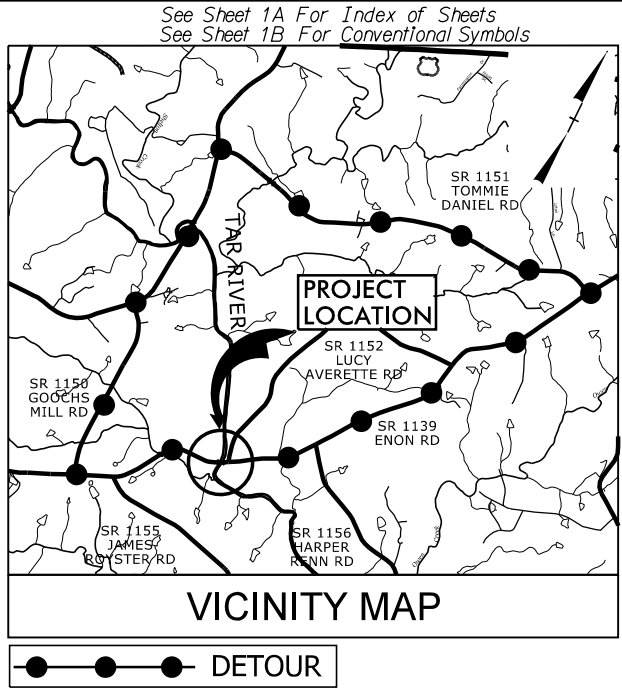 See Sheet 1A For Index of Sheets
See Sheet 1B For Conventional Symbols
SR 1151
TOMMIE
DANIEL RD
TAR RIVER
PROJECT
LOCATION
SR 1152
LUCY
AVERETTE RD
SR 1150
GOOCHS
MILL RD
SR 1139
ENON RD
SR 1155
JAMES
ROYSTER RD
SR 1156
HARPER
RENN RD
VICINITY MAP
DETOUR